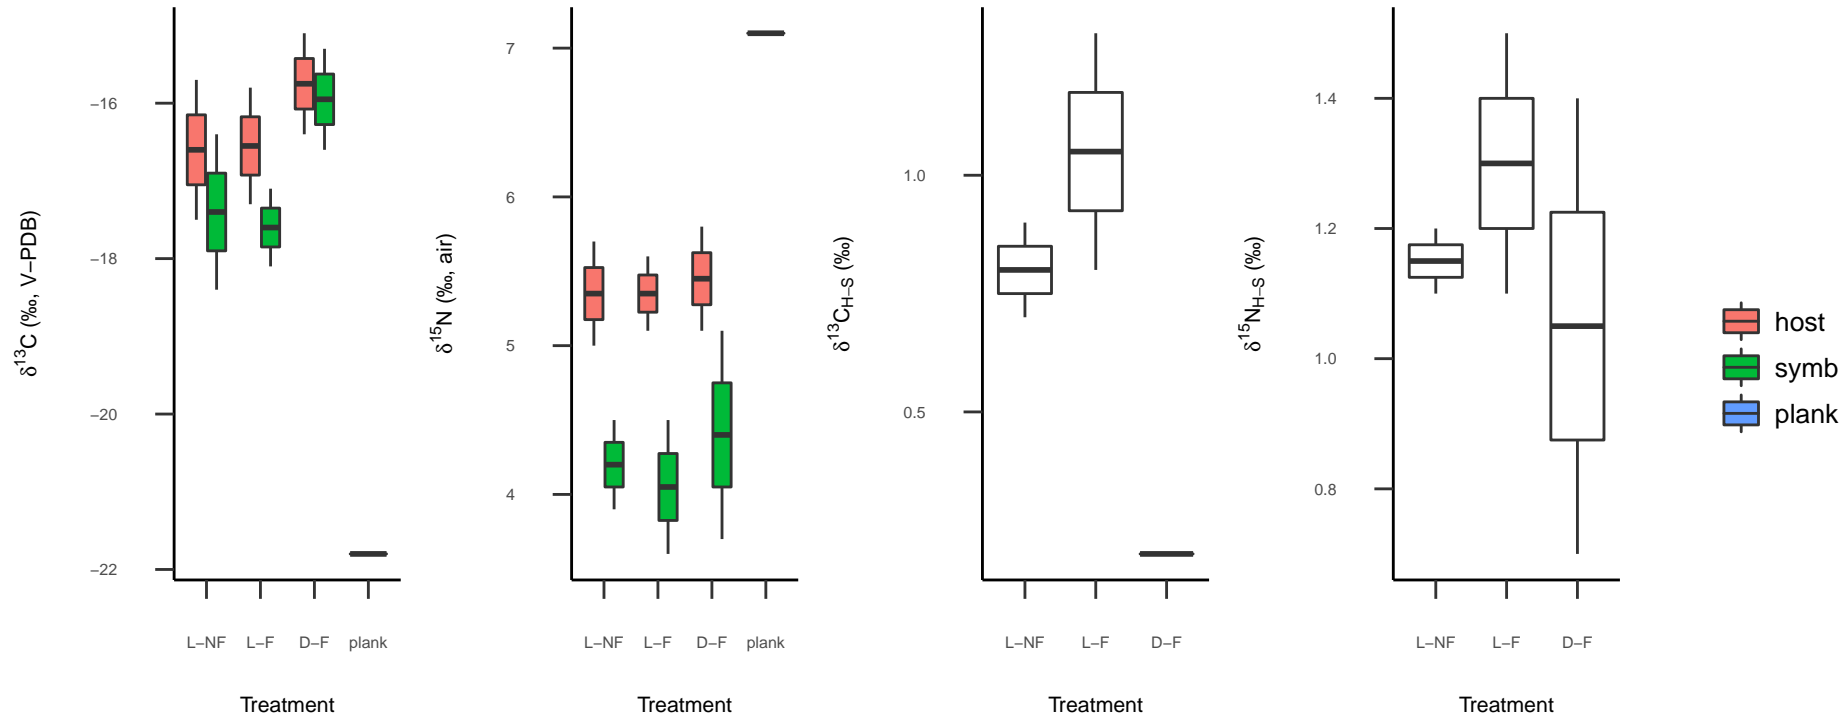 δ13C (‰, V−PDB)
−16
−18
−20
−22
L−NF L−F D−F plank
Treatment
δ15N (‰, air)
7
6
5
4
L−NF L−F D−F plank
Treatment
δ13CH−S (‰)
1.0
0.5
L−NF L−F D−F
Treatment
δ15NH−S (‰)
1.4
1.2
1.0
0.8
L−NF L−F D−F
Treatment
host
symb
plank